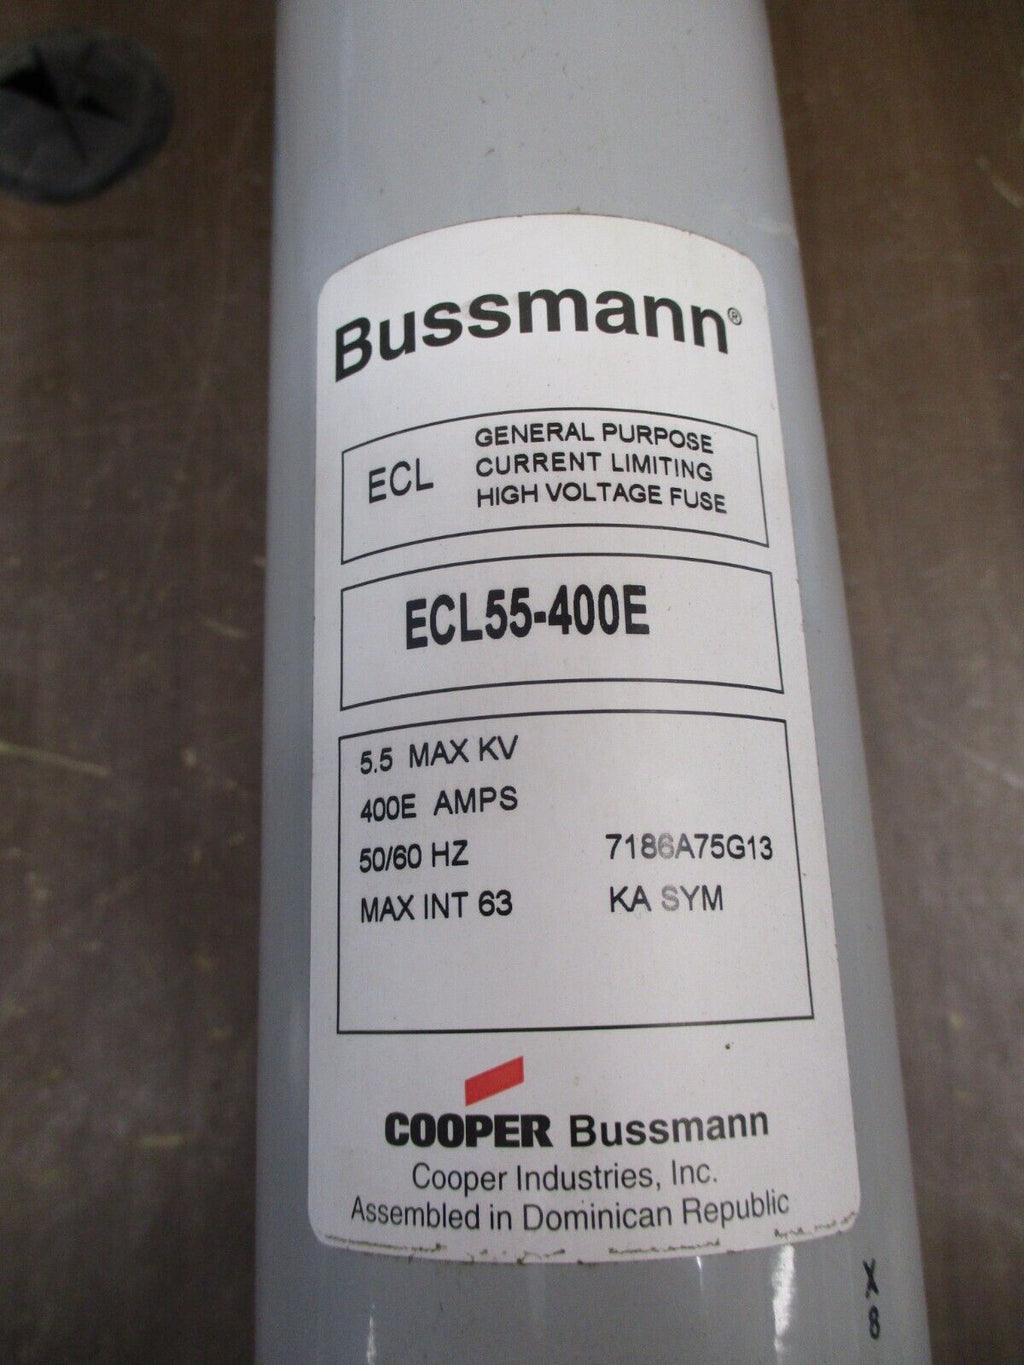 Bussmann®
ECL
GENERAL PURPOSE
CURRENT LIMITING
HIGH VOLTAGE FUSE
ECL55-400E
5.5 MAX KV
400E AMPS
50/60 HZ 7186A75G13
MAX INT 63 KA SYM
COOPER Bussmann
Cooper Industries, Inc.
Assembled in Dominican Republic
X
8